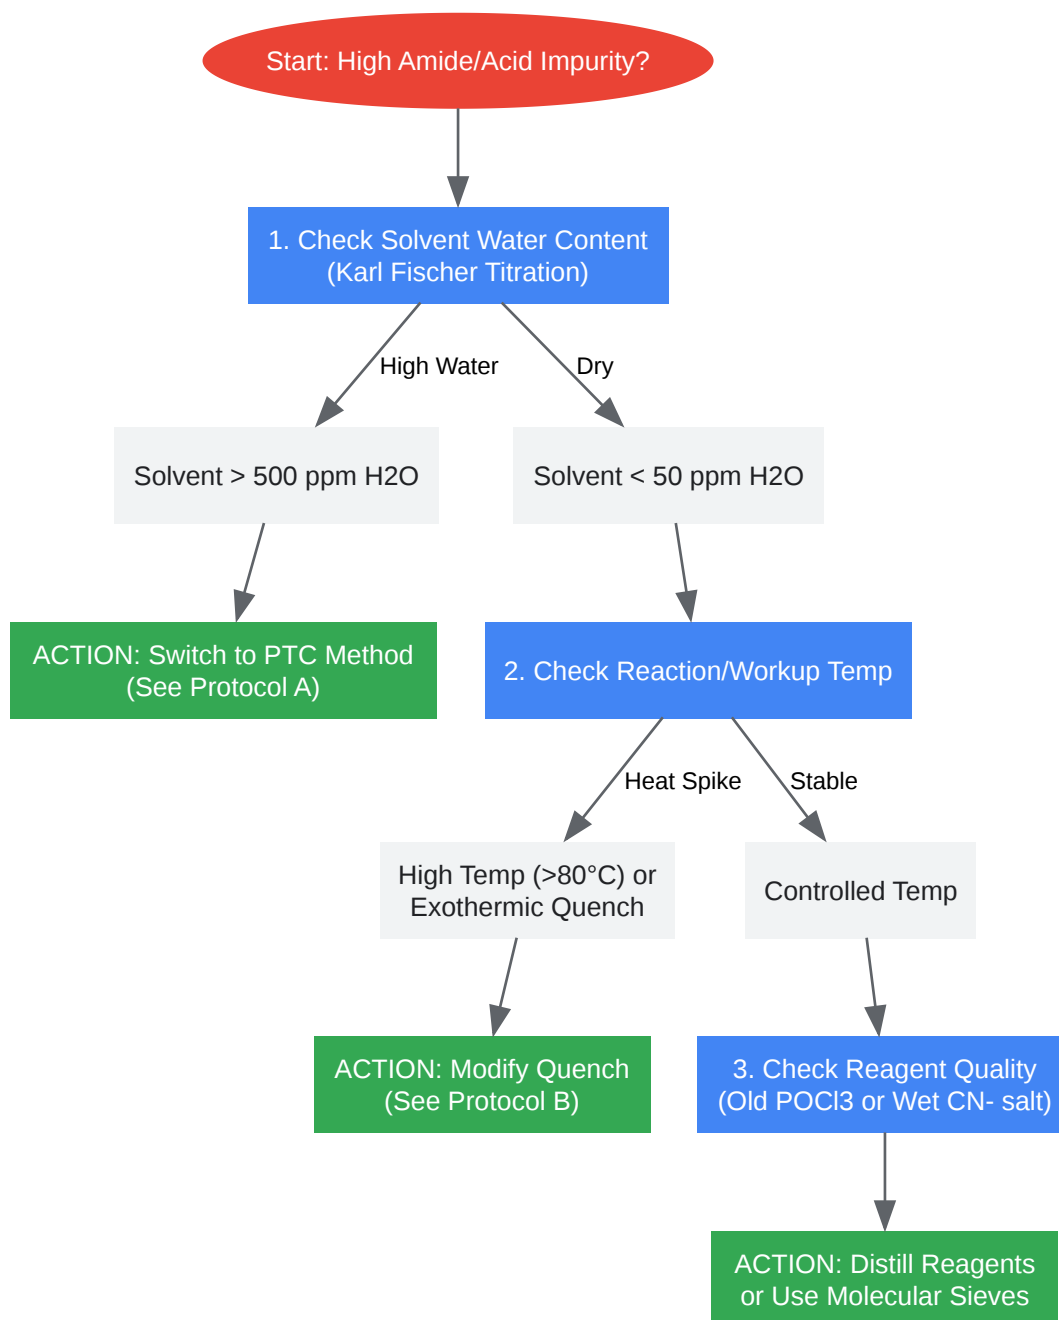 Start: High Amide/Acid Impurity?
1. Check Solvent Water Content
(Karl Fischer Titration)
High Water
Dry
Solvent > 500 ppm H2O
Solvent < 50 ppm H2O
ACTION: Switch to PTC Method
(See Protocol A)
2. Check Reaction/Workup Temp
Heat Spike
Stable
High Temp (>80°C) or
Exothermic Quench
Controlled Temp
ACTION: Modify Quench
(See Protocol B)
3. Check Reagent Quality
(Old POCl3 or Wet CN- salt)
ACTION: Distill Reagents
or Use Molecular Sieves